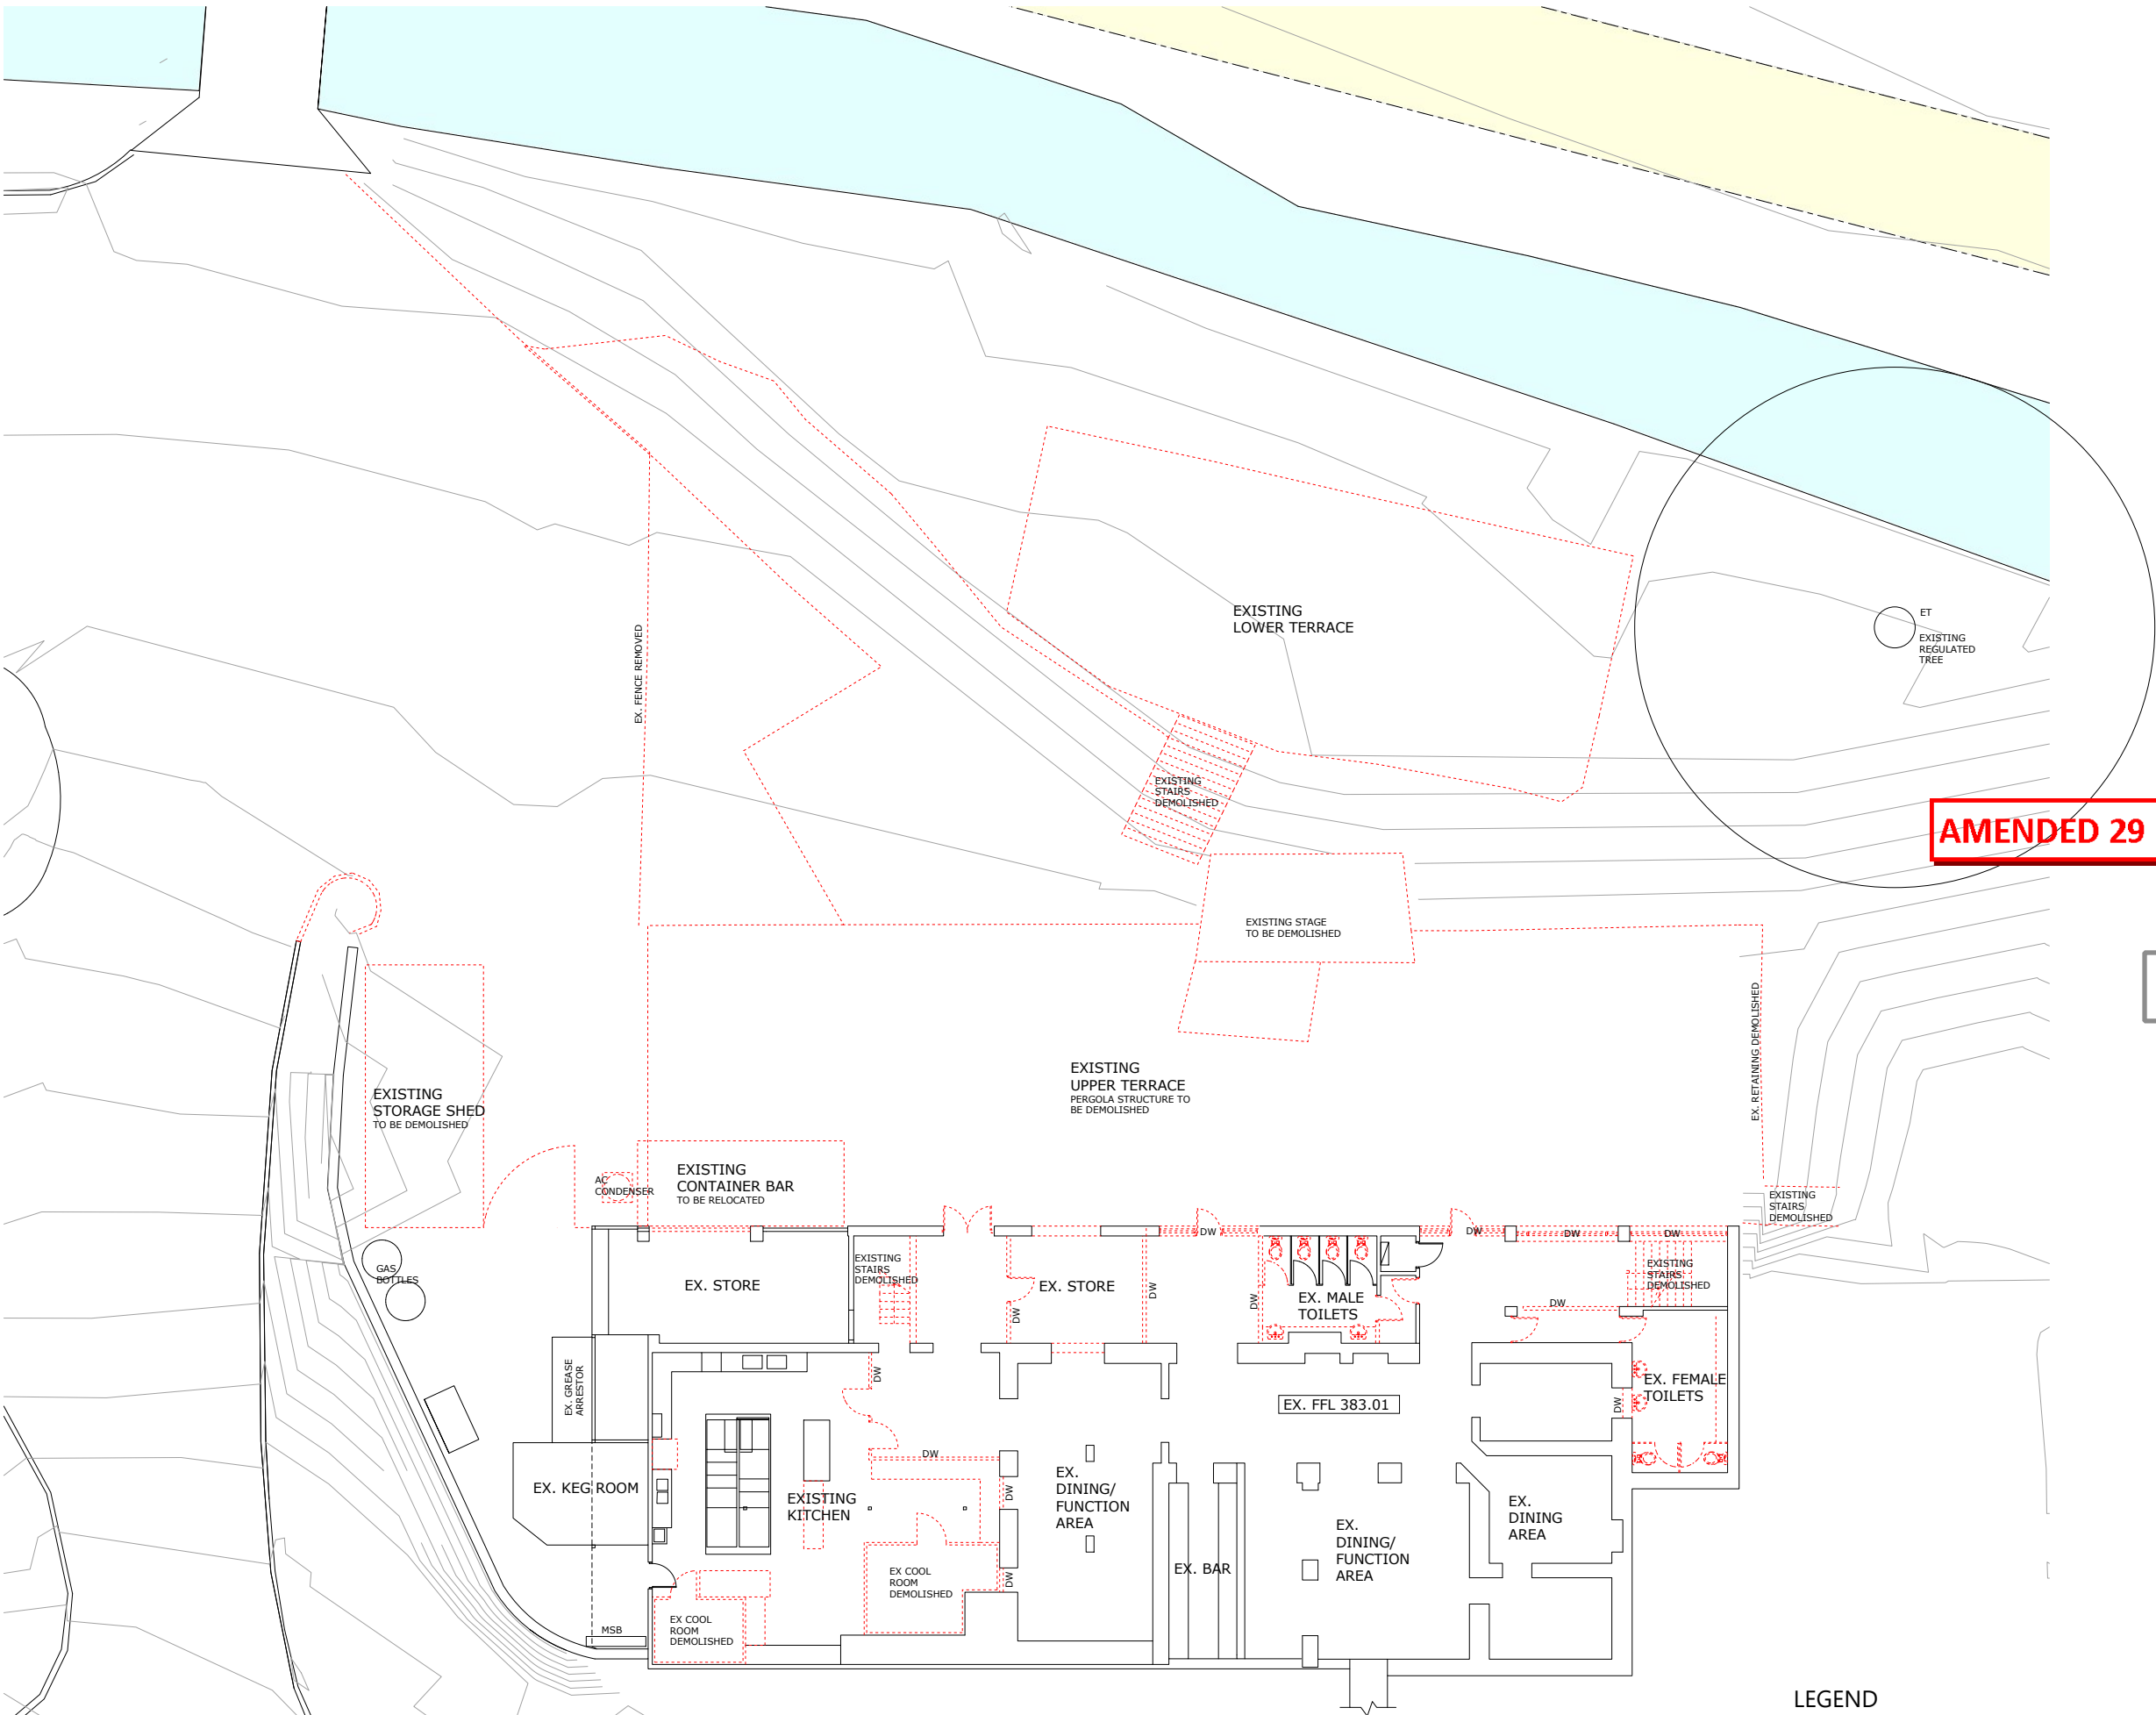 EXISTING
LOWER TERRACE
ET
EXISTING
REGULATED
TREE
EX. FENCE REMOVED
EXISTING
STAIRS
DEMOLISHED
AMENDED 29
EXISTING STAGE
TO BE DEMOLISHED
EX. RETAINING DEMOLISHED
EXISTING
UPPER TERRACE
PERGOLA STRUCTURE TO
BE DEMOLISHED
EXISTING
STORAGE SHED
TO BE DEMOLISHED
AC
CONDENSER
EXISTING
CONTAINER BAR
TO BE RELOCATED
EXISTING
STAIRS
DEMOLISHED
GAS
BOTTLES
EX. STORE
EXISTING
STAIRS
DEMOLISHED
EX. STORE
DW
DW
DW
DW
EX. MALE
TOILETS
DW
DW
DW
DW
EXISTING
STAIRS
DEMOLISHED
EX. GREASE
ARRESTOR
DW
EX. FFL 383.01
EX. FEMALE
TOILETS
DW
DW
EX. KEG ROOM
EXISTING
KITCHEN
DW
EX.
DINING/
FUNCTION
AREA
EX.
DINING
AREA
EX.
DINING/
FUNCTION
AREA
EX. BAR
EX COOL
ROOM
DEMOLISHED
DW
EX COOL
ROOM
DEMOLISHED
MSB
LEGEND